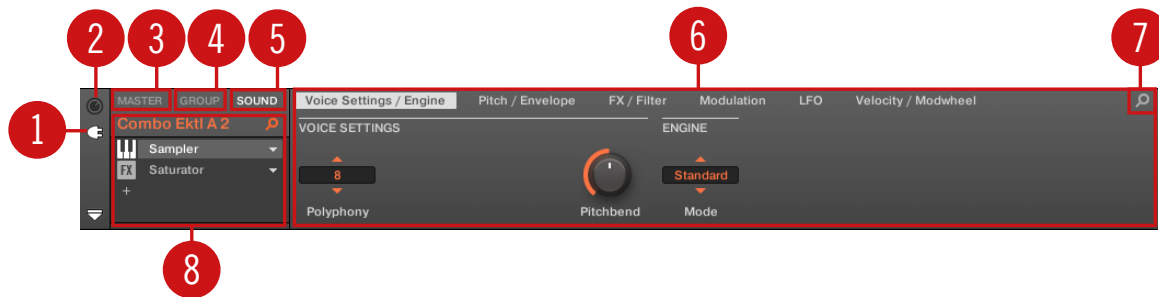 2 3 4 5 6 7
MASTER GROUP SOUND Voice Settings / Engine Pitch / Envelope FX / Filter Modulation LFO Velocity / Modwheel
1 Combo Ektl A 2 VOICE SETTINGS ENGINE
Sampler
FX Saturator 8 Standard
+
Polyphony Pitchbend Mode
8